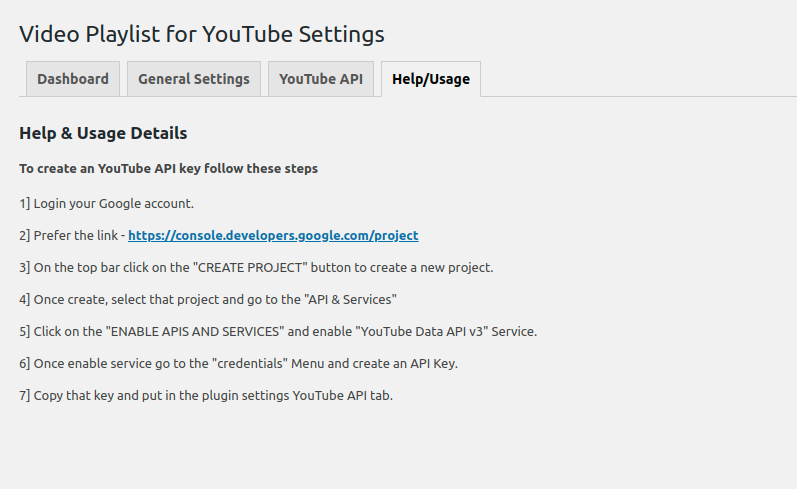 Video Playlist for YouTube Settings
Dashboard General Settings YouTube API Help/Usage
Help & Usage Details
To create an YouTube API key follow these steps
1] Login your Google account.
2] Prefer the link - https://console.developers.google.com/project
3] On the top bar click on the "CREATE PROJECT" button to create a new project.
4] Once create, select that project and go to the "API & Services"
5] Click on the "ENABLE APIS AND SERVICES" and enable "YouTube Data API v3" Service.
6] Once enable service go to the "credentials" Menu and create an API Key.
7] Copy that key and put in the plugin settings YouTube API tab.